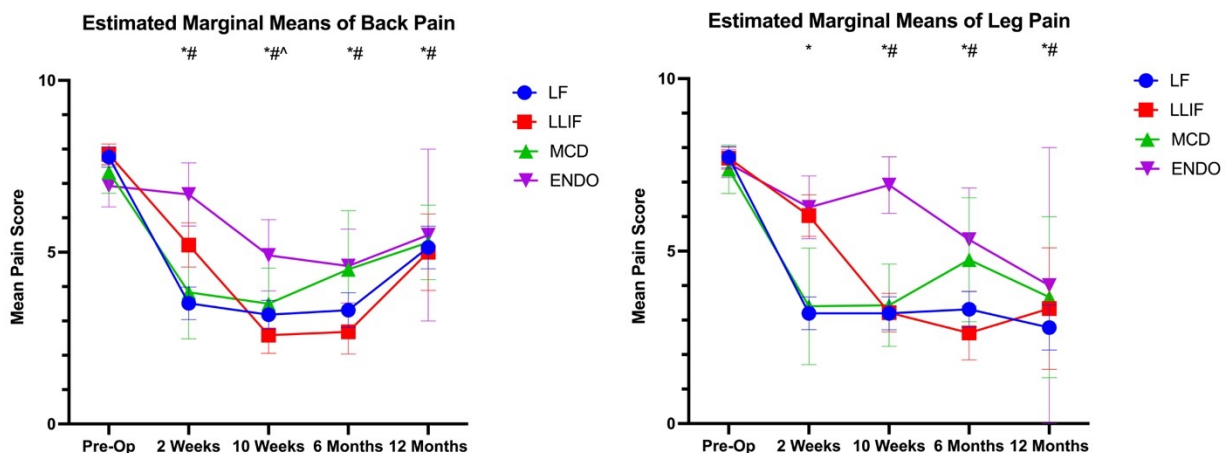 Estimated Marginal Means of Back Pain
*# *#^ *# *#
10
5
0
Mean Pain Score
Pre-Op 2 Weeks 10 Weeks 6 Months 12 Months
LF
LLIF
MCD
ENDO
Estimated Marginal Means of Leg Pain
* *# *# *#
10
5
0
Mean Pain Score
Pre-Op 2 Weeks 10 Weeks 6 Months 12 Months
LF
LLIF
MCD
ENDO